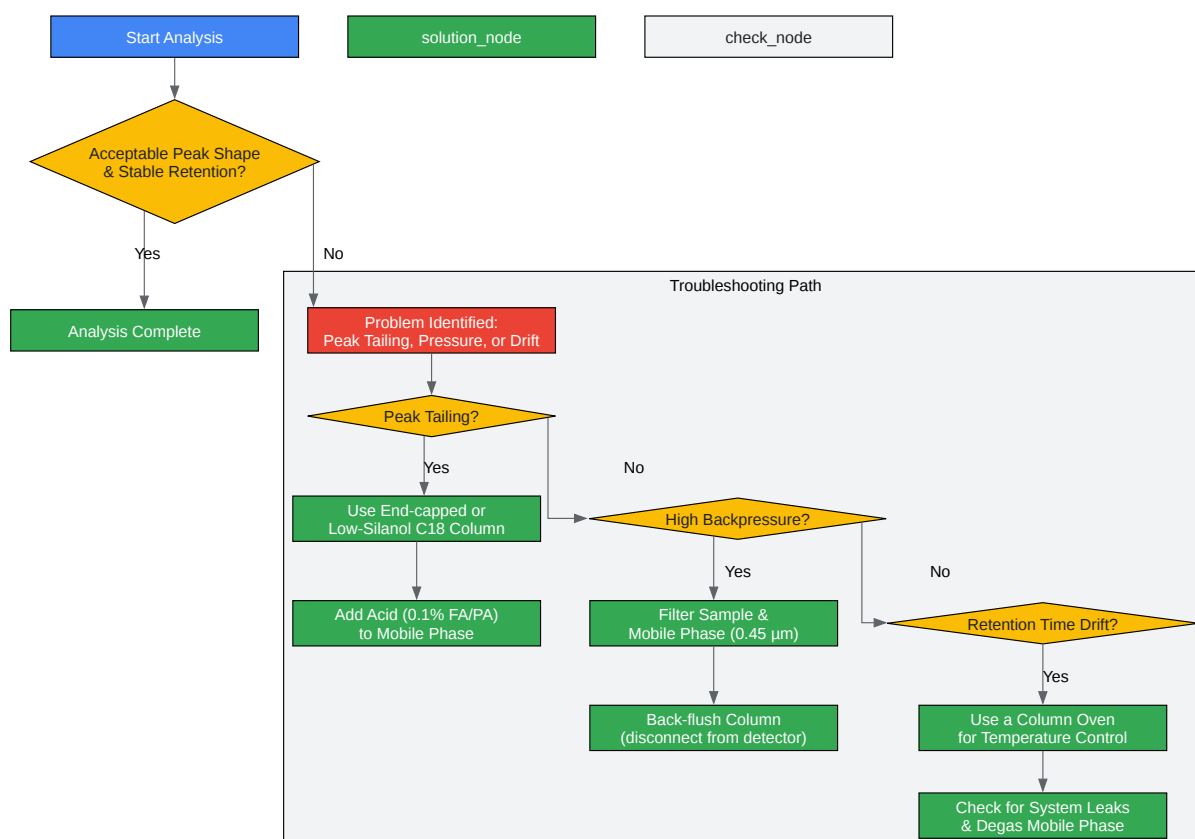 Start Analysis
solution_node
check_node
Acceptable Peak Shape
& Stable Retention?
Yes
No
Troubleshooting Path
Analysis Complete
Problem Identified:
Peak Tailing, Pressure, or Drift
Peak Tailing?
Yes
No
Use End-capped or
Low-Silanol C18 Column
High Backpressure?
Yes
No
Add Acid (0.1% FA/PA)
to Mobile Phase
Filter Sample &
Mobile Phase (0.45 µm)
Retention Time Drift?
Yes
Back-flush Column
(disconnect from detector)
Use a Column Oven
for Temperature Control
Check for System Leaks
& Degas Mobile Phase